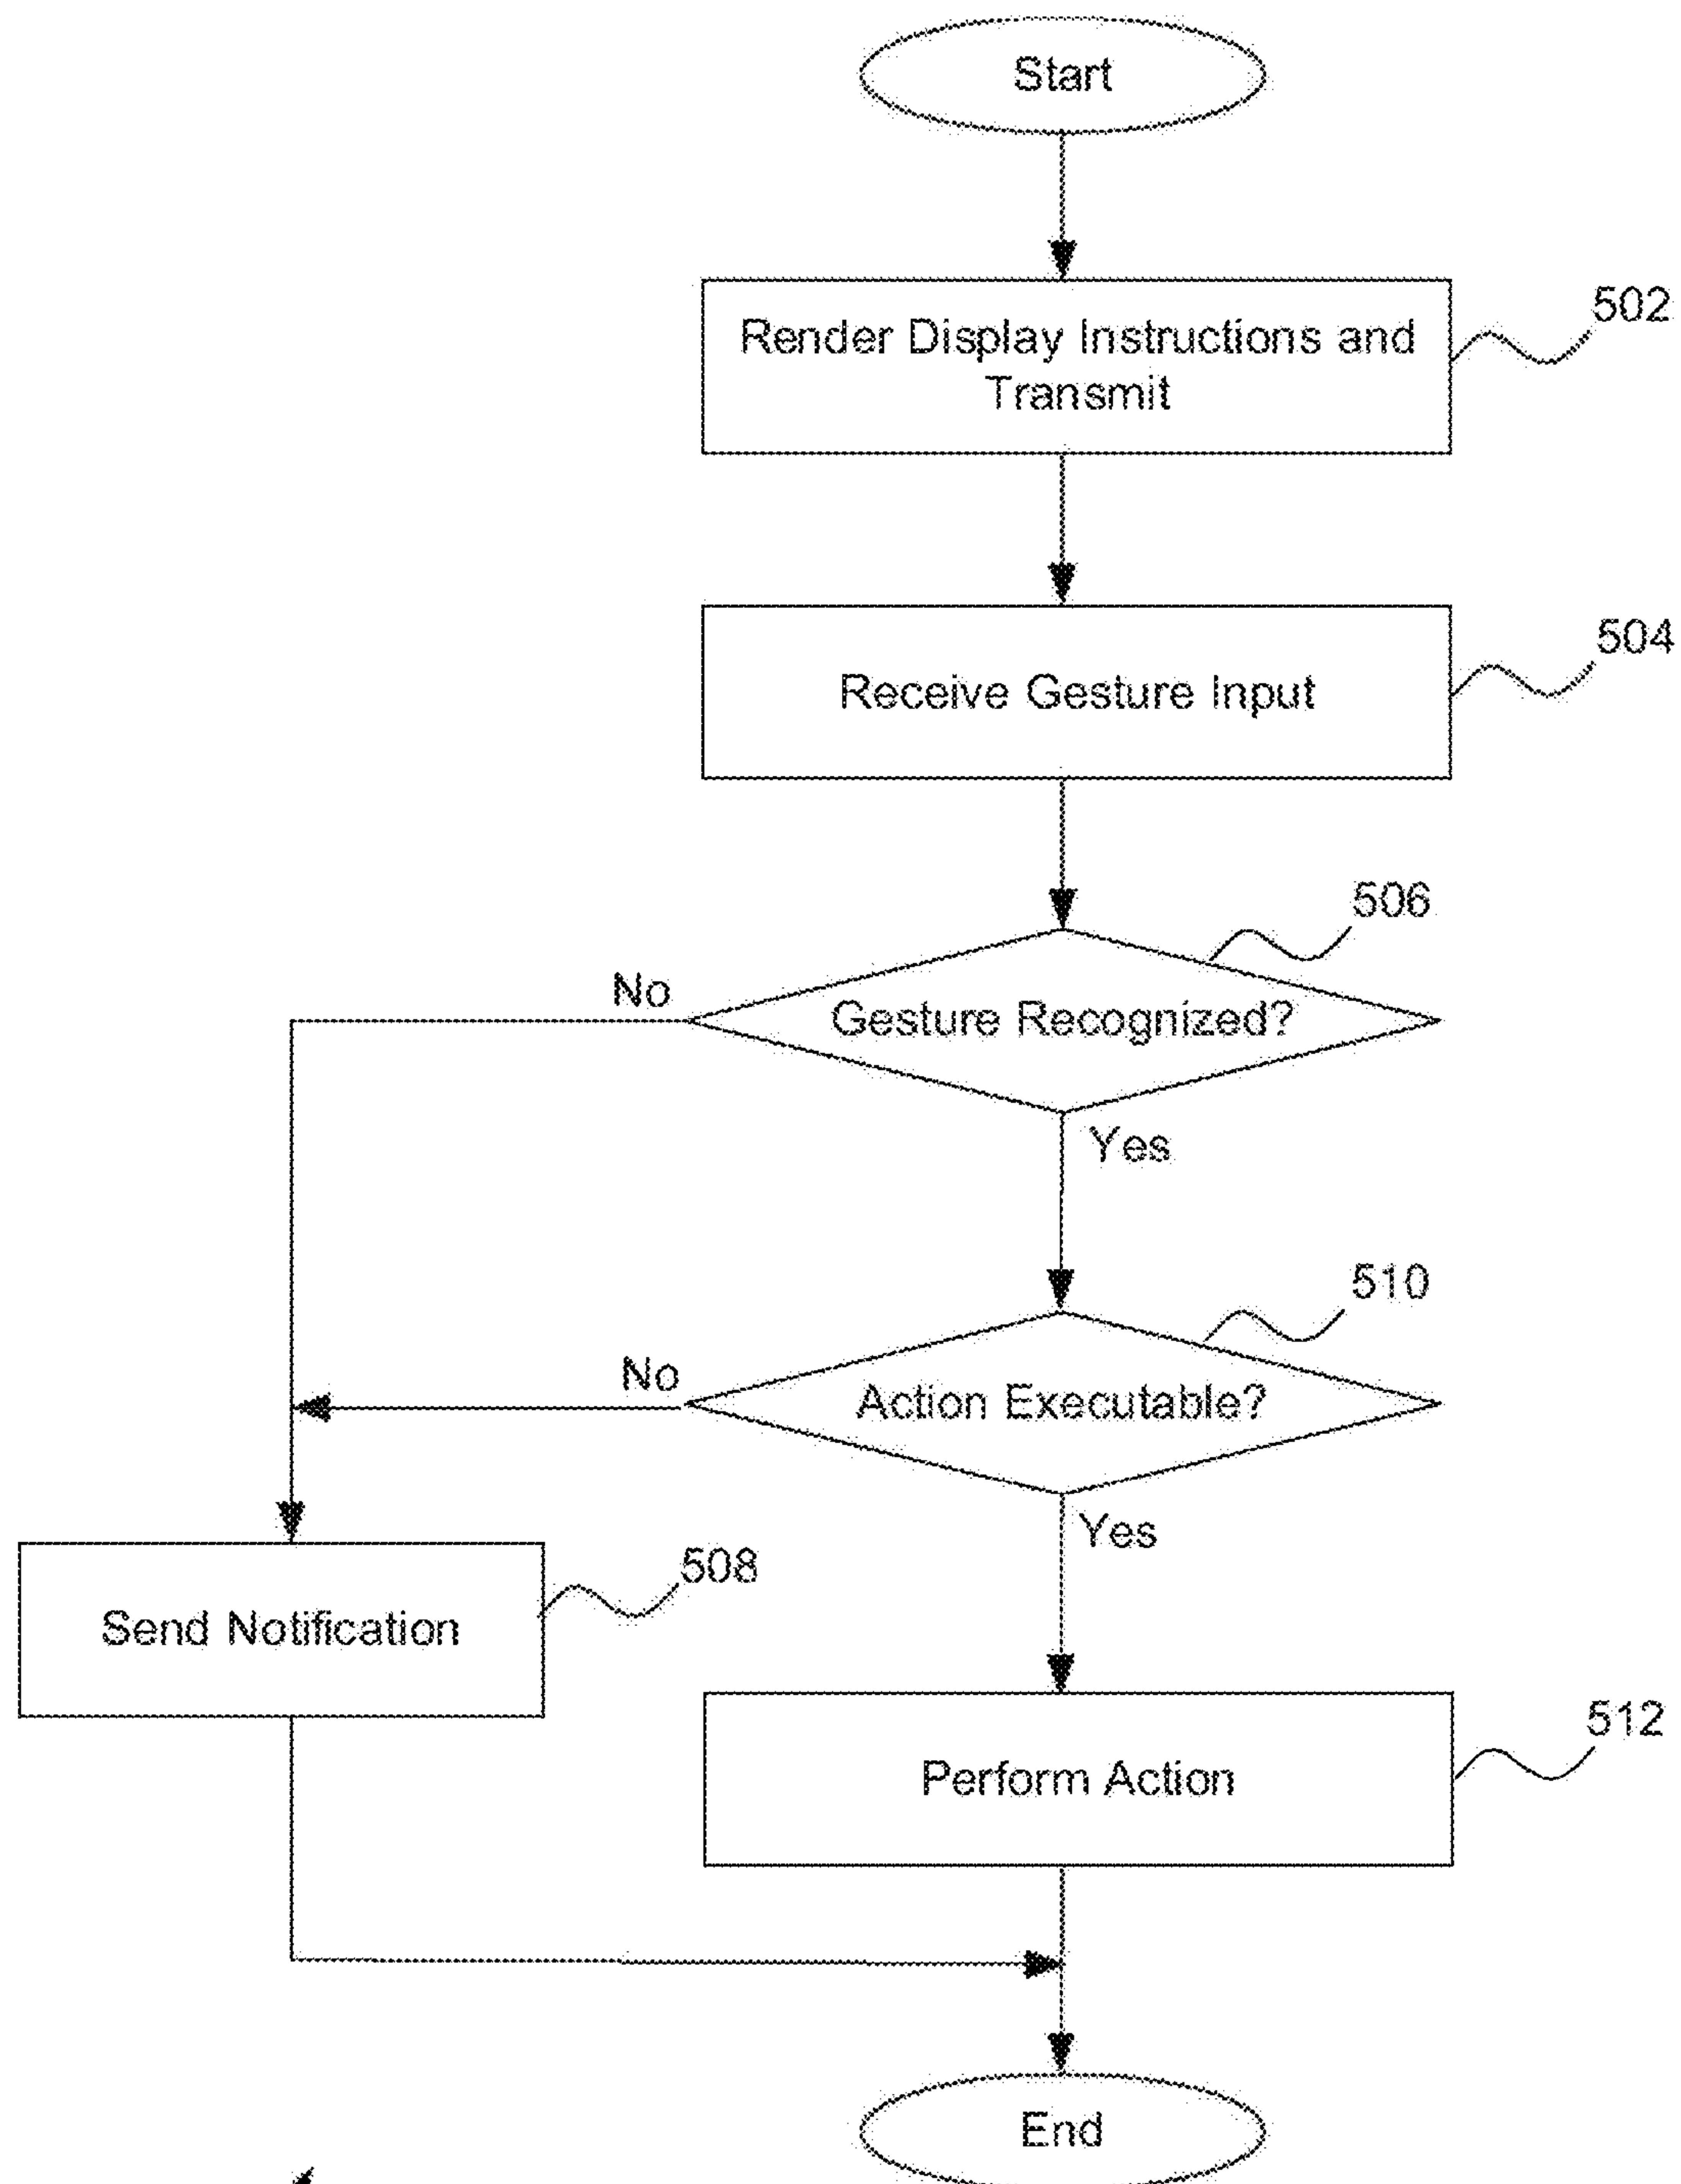 Start
Render Display Instructions and
Transmit
502
Receive Gesture Input
504
506
No
Gesture Recognized?
Yes
510
No
Action Executable?
Yes
508
Send Notification
512
Perform Action
End